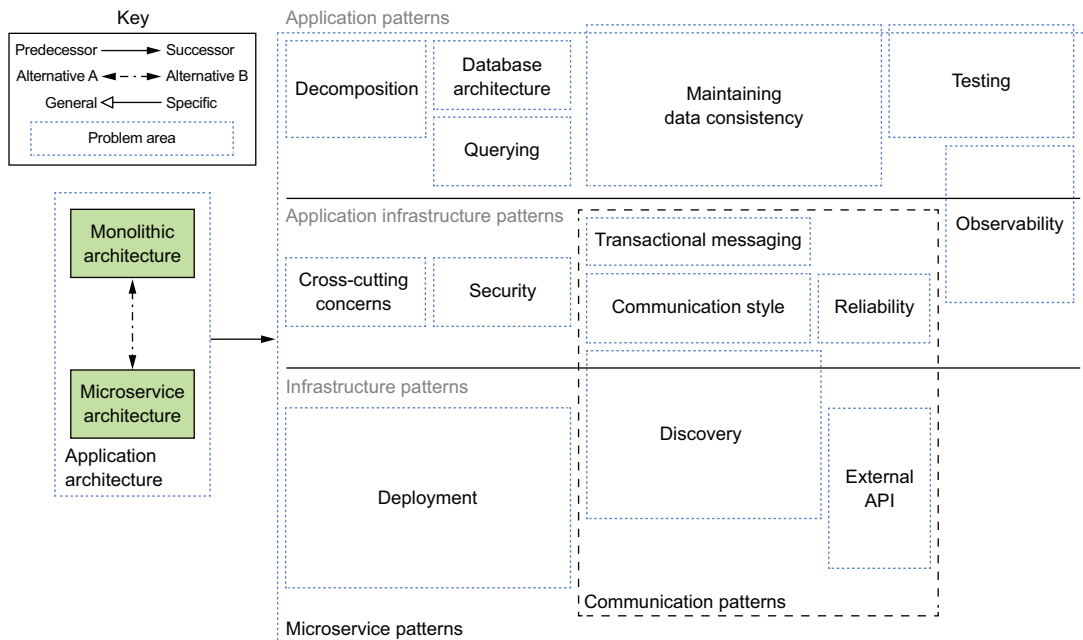 Key
Predecessor
Successor
Alternative A
Alternative B
General
Specific
Problem area
Monolithic
architecture
Microservice
architecture
Application
architecture
Application patterns
Decomposition
Database
architecture
Querying
Maintaining
data consistency
Testing
Observability
Application infrastructure patterns
Cross-cutting
concerns
Security
Transactional messaging
Communication style
Reliability
Infrastructure patterns
Deployment
Discovery
External
API
Communication patterns
Microservice patterns